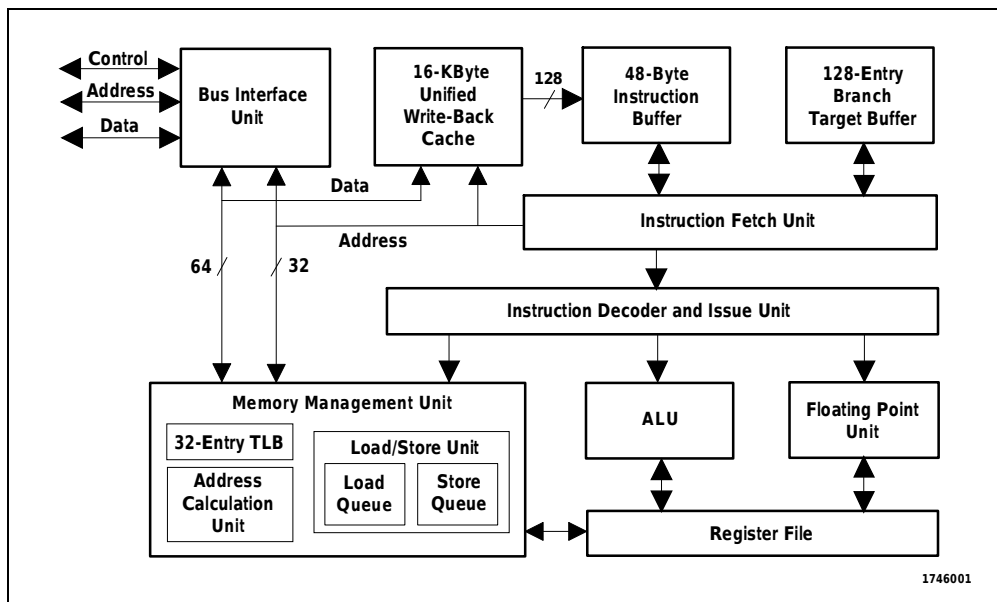 Control
Address
Data
Bus Interface
Unit
16-KByte
Unified
Write-Back
Cache
128
48-Byte
Instruction
Buffer
128-Entry
Branch
Target Buffer
Data
Instruction Fetch Unit
Address
64
32
Instruction Decoder and Issue Unit
Memory Management Unit
32-Entry TLB
Address
Calculation
Unit
Load/Store Unit
Load
Queue
Store
Queue
ALU
Floating Point
Unit
Register File
1746001